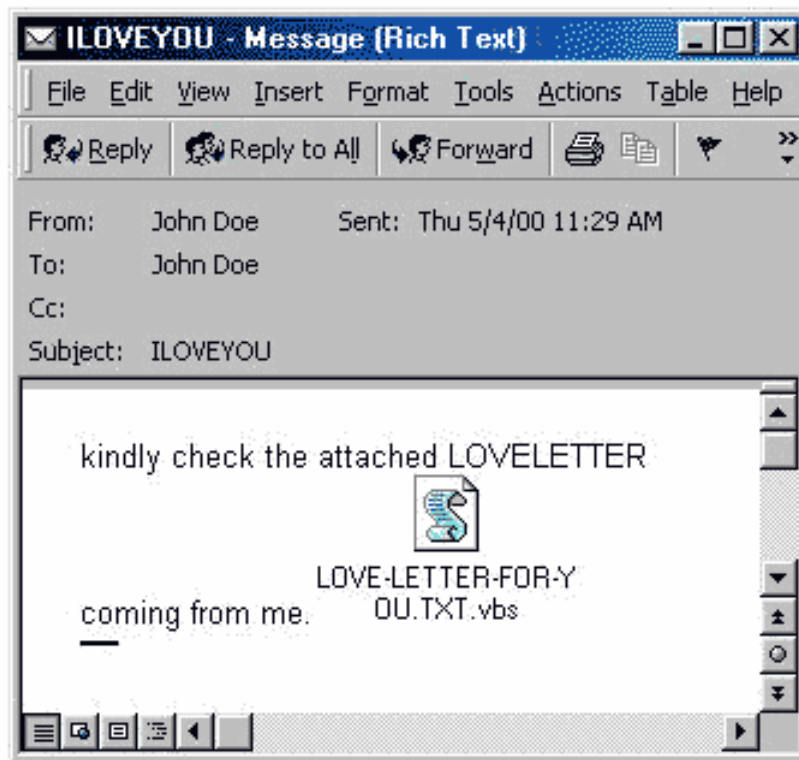 ILOVEYOU - Message (Rich Text)
File Edit View Insert Format Tools Actions Table Help
Reply Reply to All Forward
From: John Doe Sent: Thu 5/4/00 11:29 AM
To: John Doe
Cc:
Subject: ILOVEYOU
kindly check the attached LOVELETTER
LOVE-LETTER-FOR-Y
OU.TXT.vbs
coming from me.